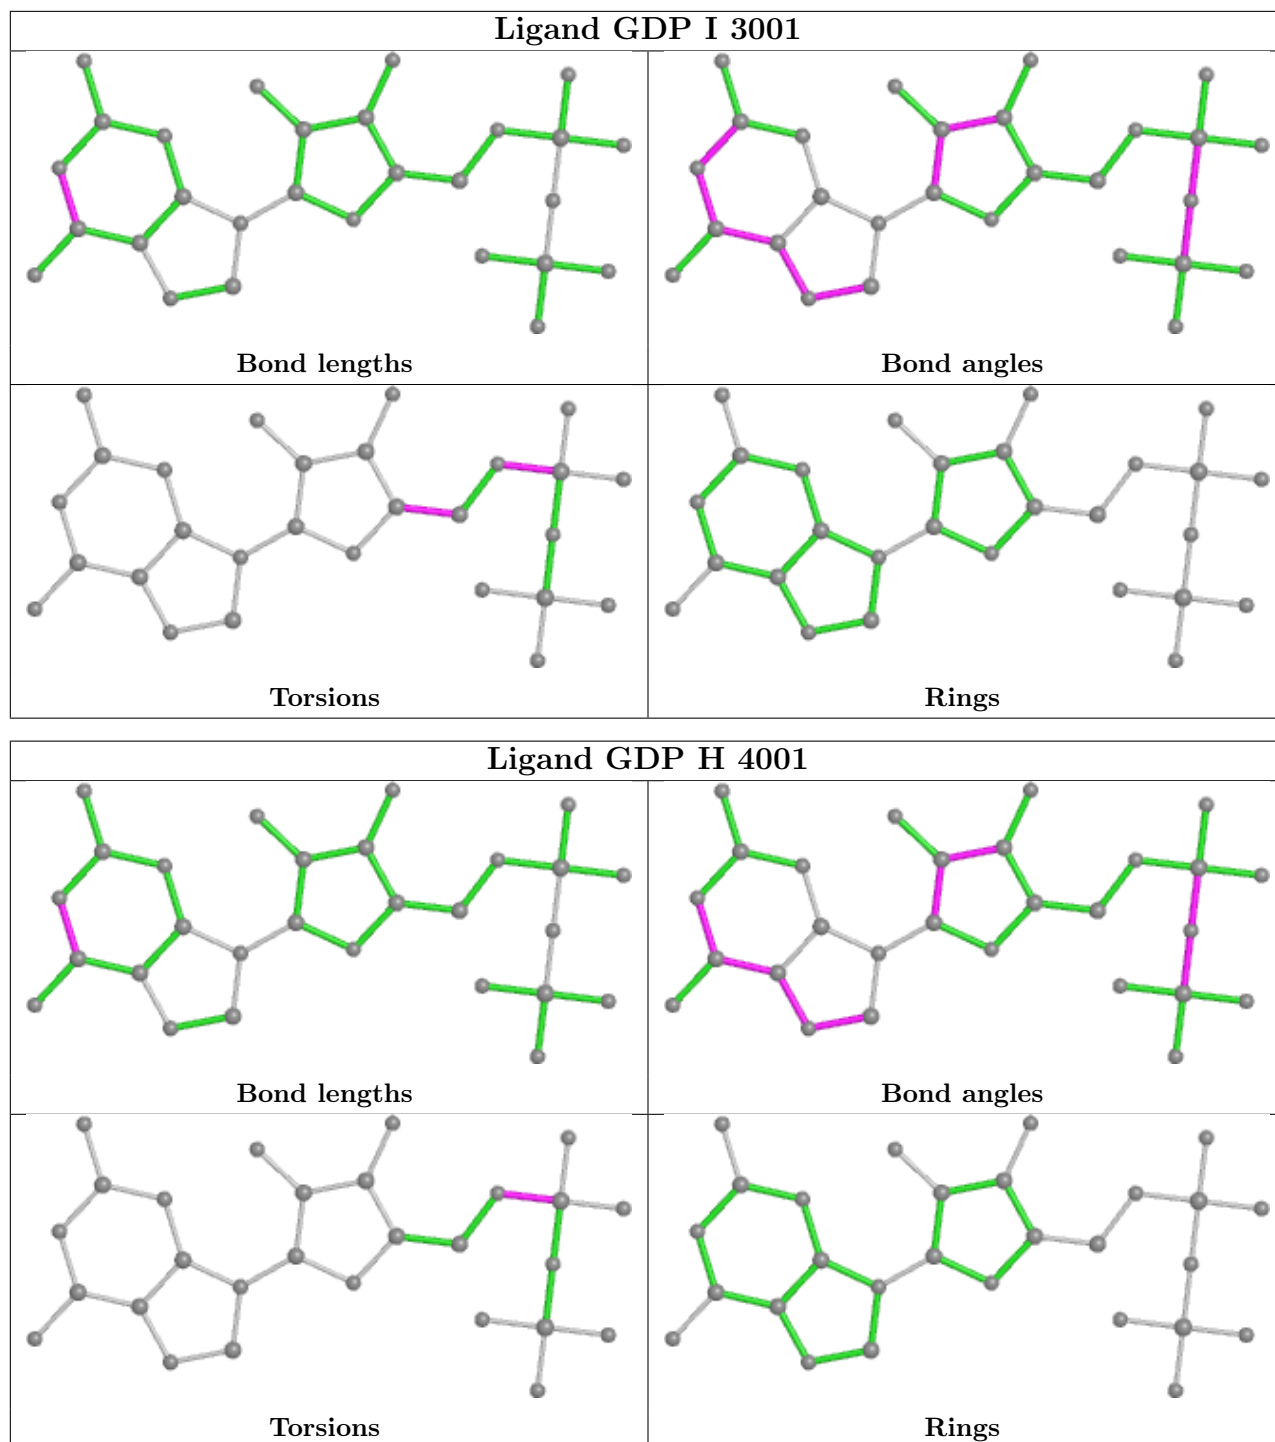 Ligand GDP I 3001
Bond lengths
Bond angles
Torsions
Rings
Ligand GDP H 4001
Bond lengths
Bond angles
Torsions
Rings